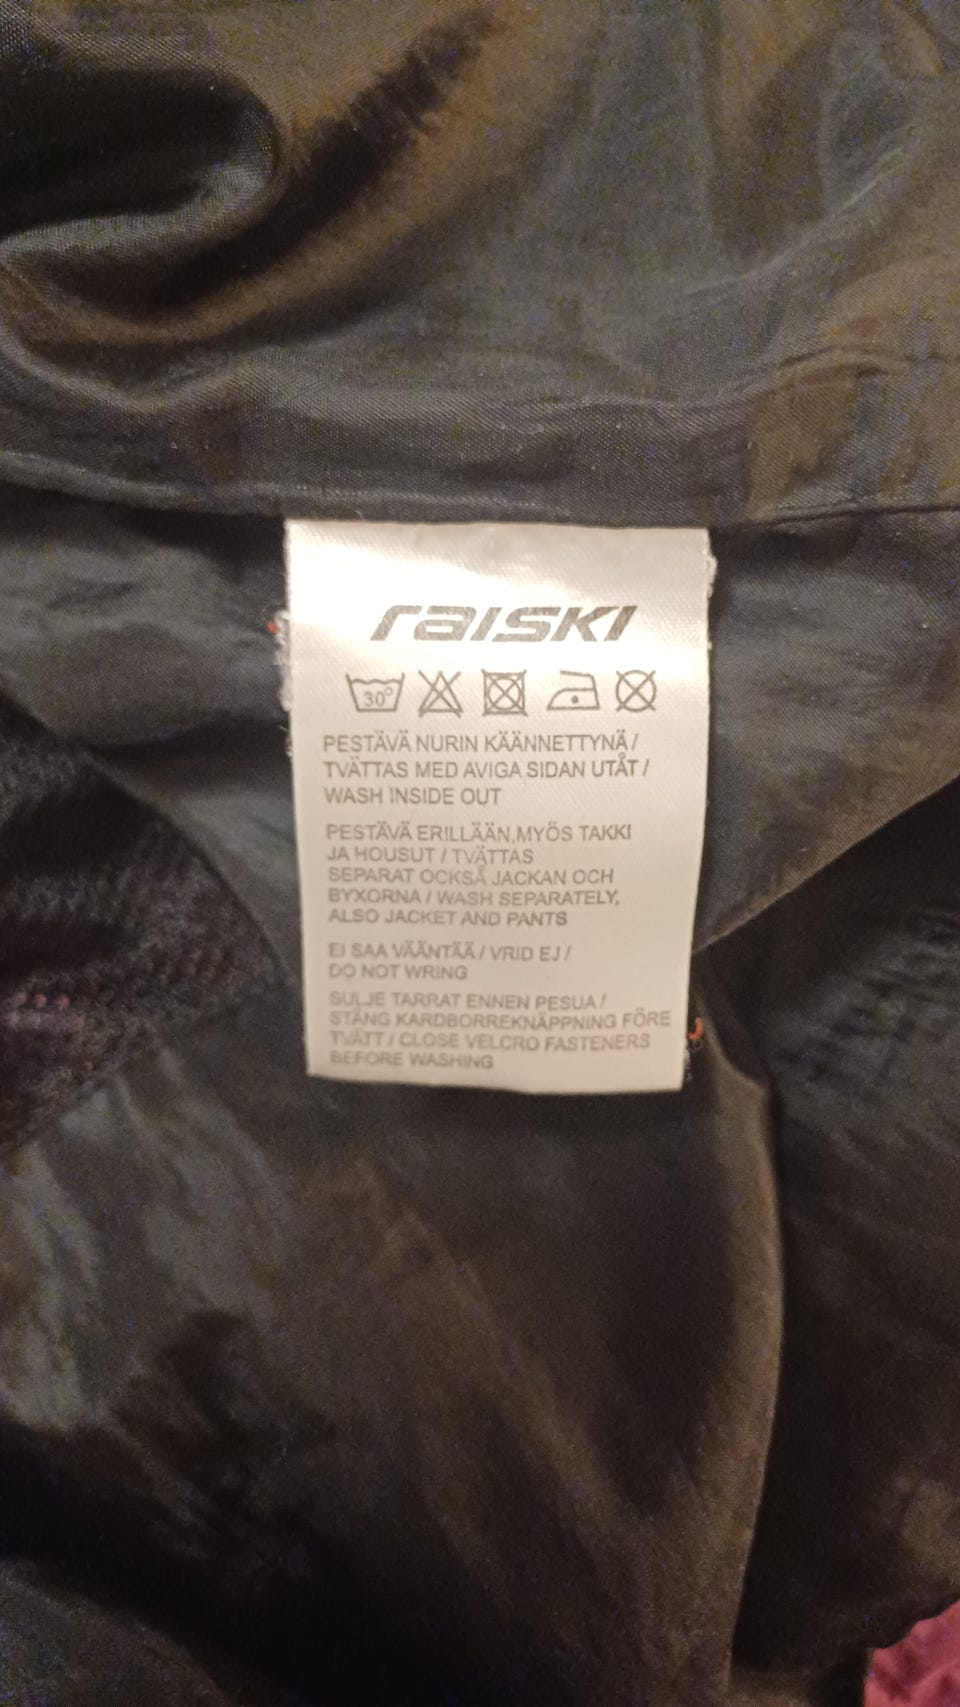 raiski
30°
PESTÄVÄ NURIN KÄÄNNETTYNÄ /
TVÄTTAS MED AVIGA SIDAN UTÅT /
WASH INSIDE OUT
PESTÄVÄ ERILLÄÄN,MYÖS TAKKI
JA HOUSUT / TVÄTTAS
SEPARAT OCKSÅ JACKAN OCH
BYXORNA / WASH SEPARATELY,
ALSO JACKET AND PANTS
EI SAA VÄÄNTÄÄ / VRID EJ /
DO NOT WRING
SULJE TARRAT ENNEN PESUA /
STÄNG KARDBORREKNÄPPNING FÖRE
TVÄTT / CLOSE VELCRO FASTENERS
BEFORE WASHING